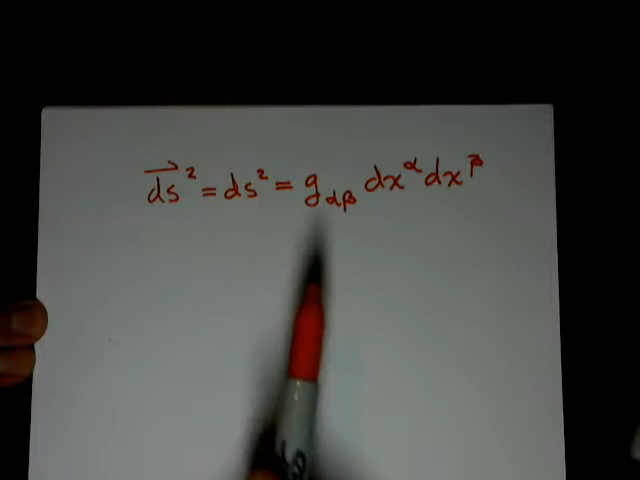 ds⃗² = ds² = g_αβ dx^α dx^β